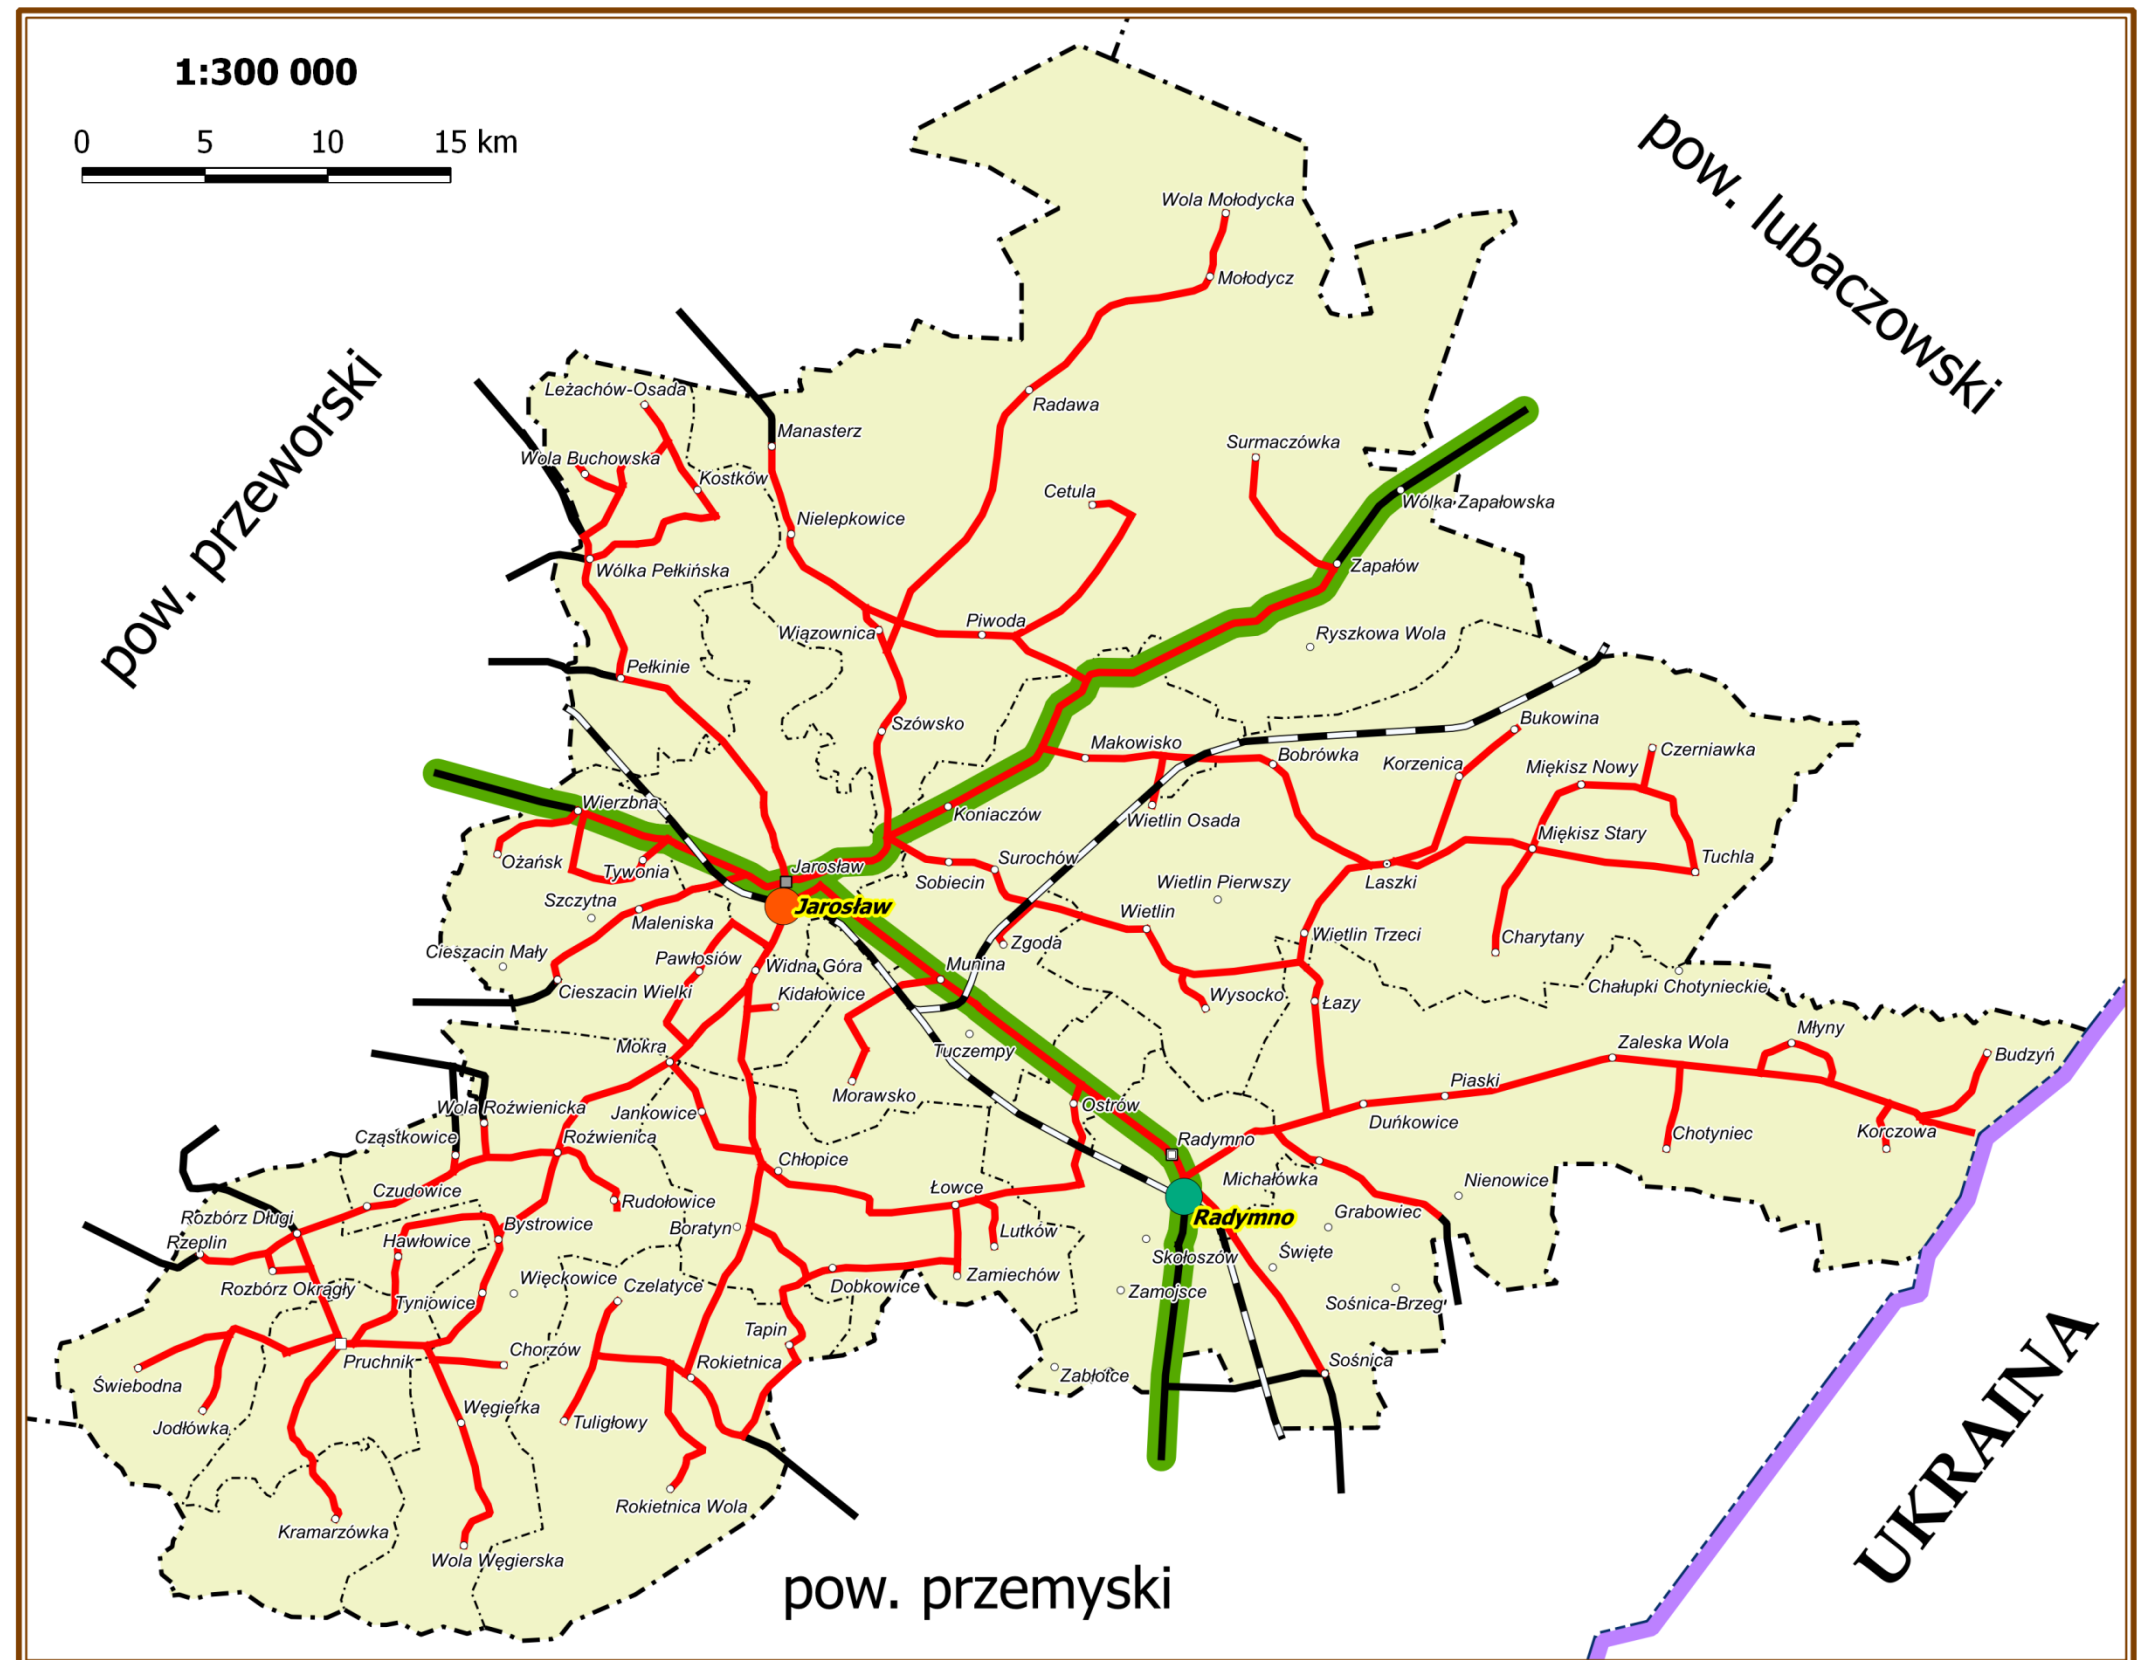 1:300 000
0 5 10 15 km
pow. lubaczowski
pow. przeworski
pow. przemyski
UKRAINA
Wola Mołodycka
Mołodycz
Leżachów-Osada
Radawa
Manasterz
Surmaczówka
Wola Buchowska
Kostków
Cetula
Wólka Zapałowska
Nielepkowice
Zapałów
Wólka Pełkińska
Piwoda
Wiązownica
Ryszkowa Wola
Pełkinie
Szówsko
Bukowina
Makowisko
Bobrówka
Czerniawka
Korzenica
Miękisz Nowy
Wierzbna
Koniaczów
Wietlin Osada
Miękisz Stary
Ożańsk
Tywonia
Jarosław
Surochów
Tuchla
Sobiecin
Wietlin Pierwszy
Laszki
Szczytna
Jarosław
Maleniska
Wietlin
Wietlin Trzeci
Charytany
Zgoda
Cieszacin Mały
Pawłosiów
Widna Góra
Munina
Cieszacin Wielki
Kidałowice
Wysocko
Łazy
Chałupki Chotynieckie
Mokra
Tuczempy
Zaleska Wola
Młyny
Budzyń
Piaski
Morawsko
Wola Roźwienicka
Jankowice
Ostrów
Duńkowice
Cząstkowice
Roźwienica
Radymno
Chotyniec
Korczowa
Chłopice
Michałówka
Nienowice
Czudowice
Rudołowice
Łowce
Grabowiec
Rozbórz Długi
Bystrowice
Boratyn
Lutków
Radymno
Rzeplin
Hawłowice
Skołoszów
Święte
Więckowice
Czelatyce
Zamiechów
Rozbórz Okrągły
Tyniowice
Dobkowice
Zamojsce
Sośnica-Brzeg
Tapin
Chorzów
Pruchnik
Rokietnica
Sośnica
Świebodna
Zabłotce
Węgierka
Tuligłowy
Jodłówka
Rokietnica Wola
Kramarzówka
Wola Węgierska